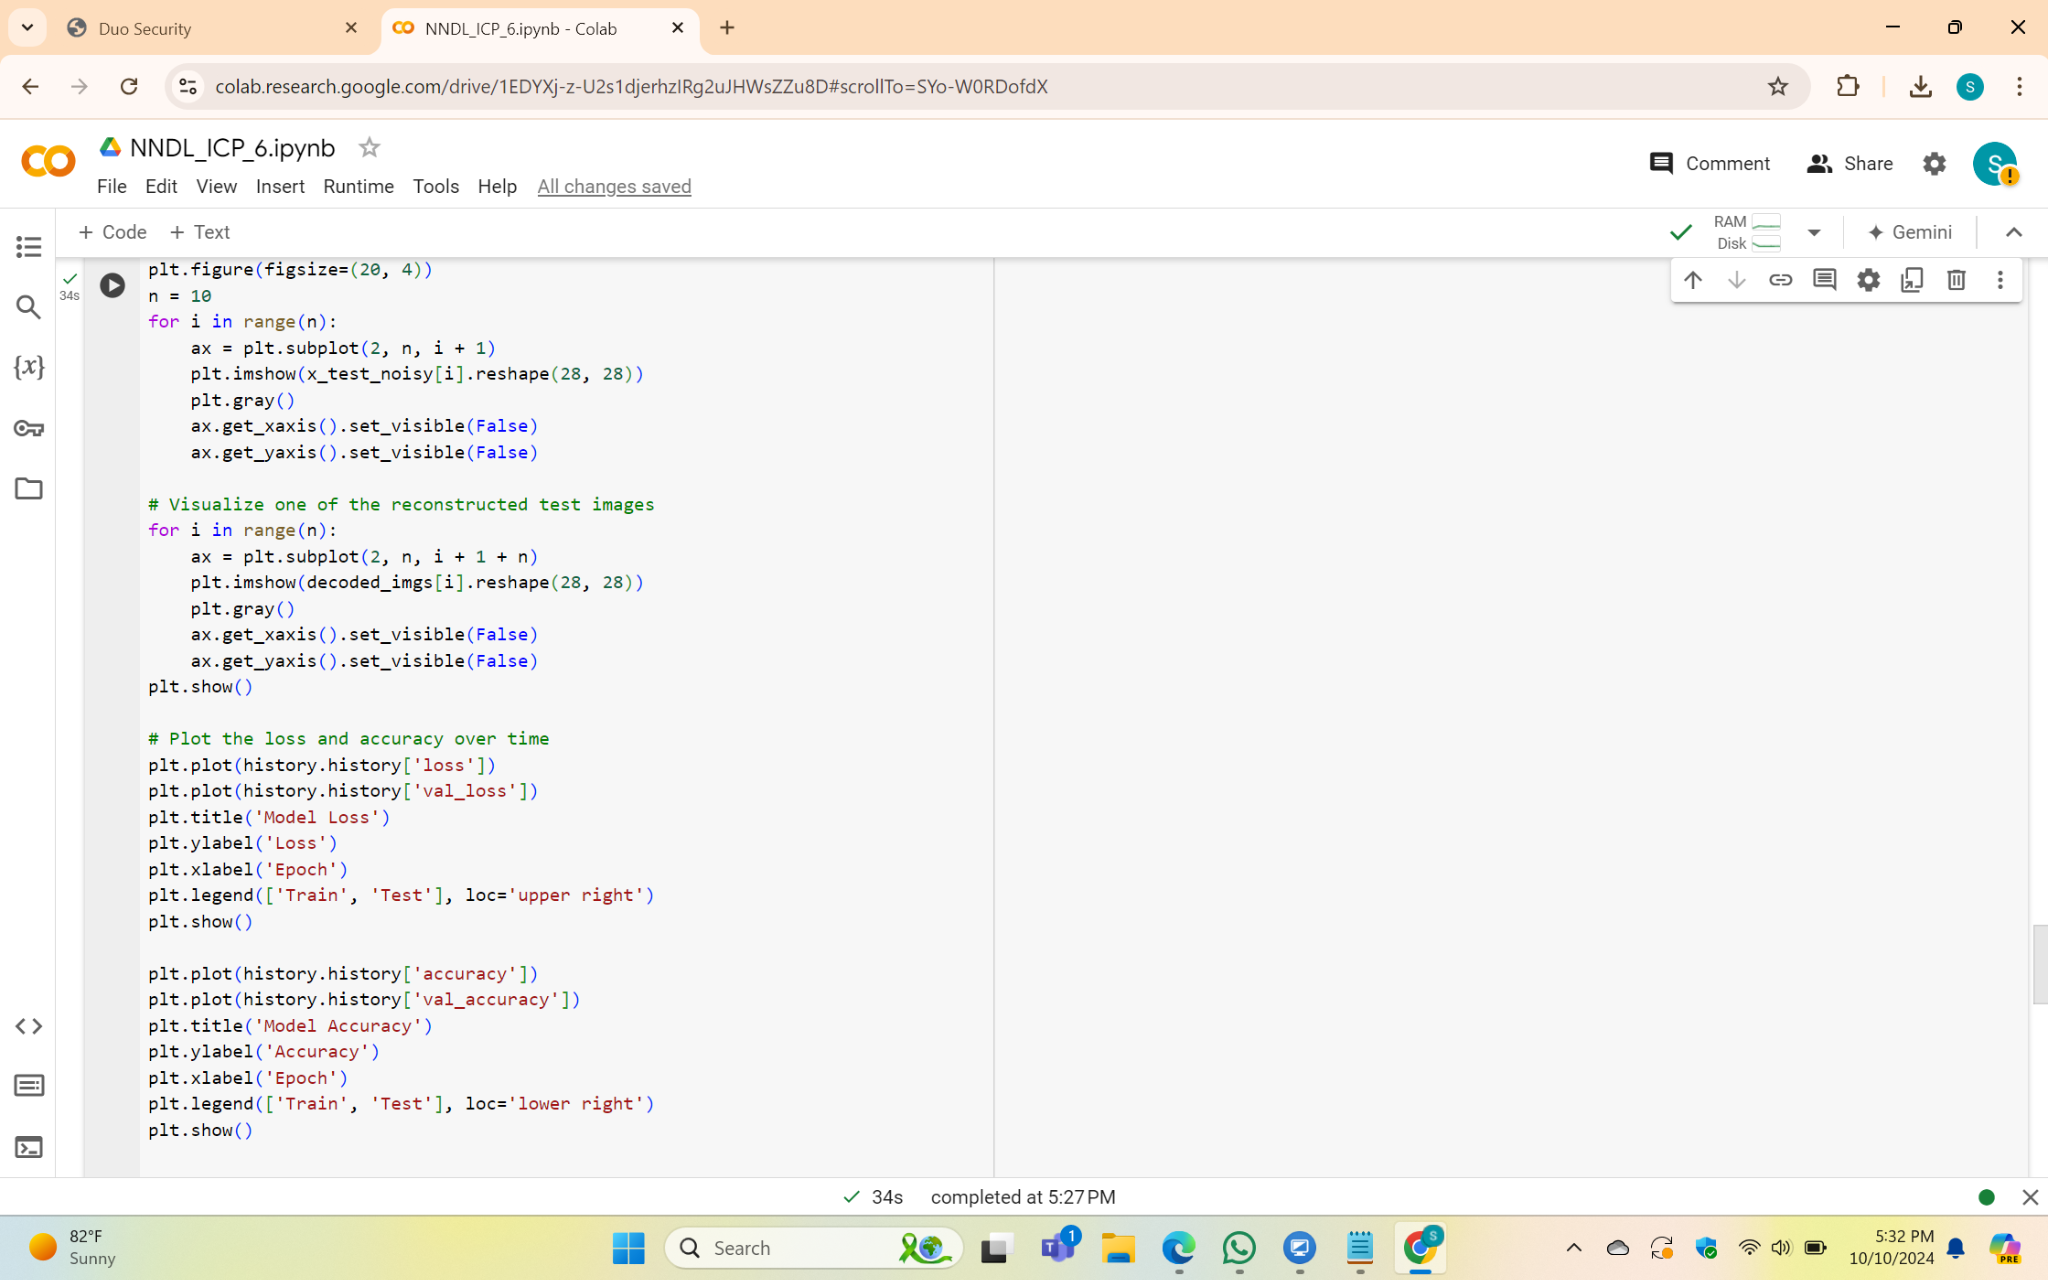 Duo Security
NNDL_ICP_6.ipynb - Colab
colab.research.google.com/drive/1EDYXj-z-U2s1djerhzIRg2uJHWsZZu8D#scrollTo=SYo-W0RDofdX
S
NNDL_ICP_6.ipynb
Comment
Share
S
File Edit View Insert Runtime Tools Help All changes saved
+ Code + Text
RAM
Disk
Gemini
34s
plt.figure(figsize=(20, 4))
n = 10
for i in range(n):
    ax = plt.subplot(2, n, i + 1)
    plt.imshow(x_test_noisy[i].reshape(28, 28))
    plt.gray()
    ax.get_xaxis().set_visible(False)
    ax.get_yaxis().set_visible(False)
# Visualize one of the reconstructed test images
for i in range(n):
    ax = plt.subplot(2, n, i + 1 + n)
    plt.imshow(decoded_imgs[i].reshape(28, 28))
    plt.gray()
    ax.get_xaxis().set_visible(False)
    ax.get_yaxis().set_visible(False)
plt.show()
# Plot the loss and accuracy over time
plt.plot(history.history['loss'])
plt.plot(history.history['val_loss'])
plt.title('Model Loss')
plt.ylabel('Loss')
plt.xlabel('Epoch')
plt.legend(['Train', 'Test'], loc='upper right')
plt.show()
plt.plot(history.history['accuracy'])
plt.plot(history.history['val_accuracy'])
plt.title('Model Accuracy')
plt.ylabel('Accuracy')
plt.xlabel('Epoch')
plt.legend(['Train', 'Test'], loc='lower right')
plt.show()
34s completed at 5:27 PM
82°F
Sunny
Search
1
S
5:32 PM
10/10/2024
PRE